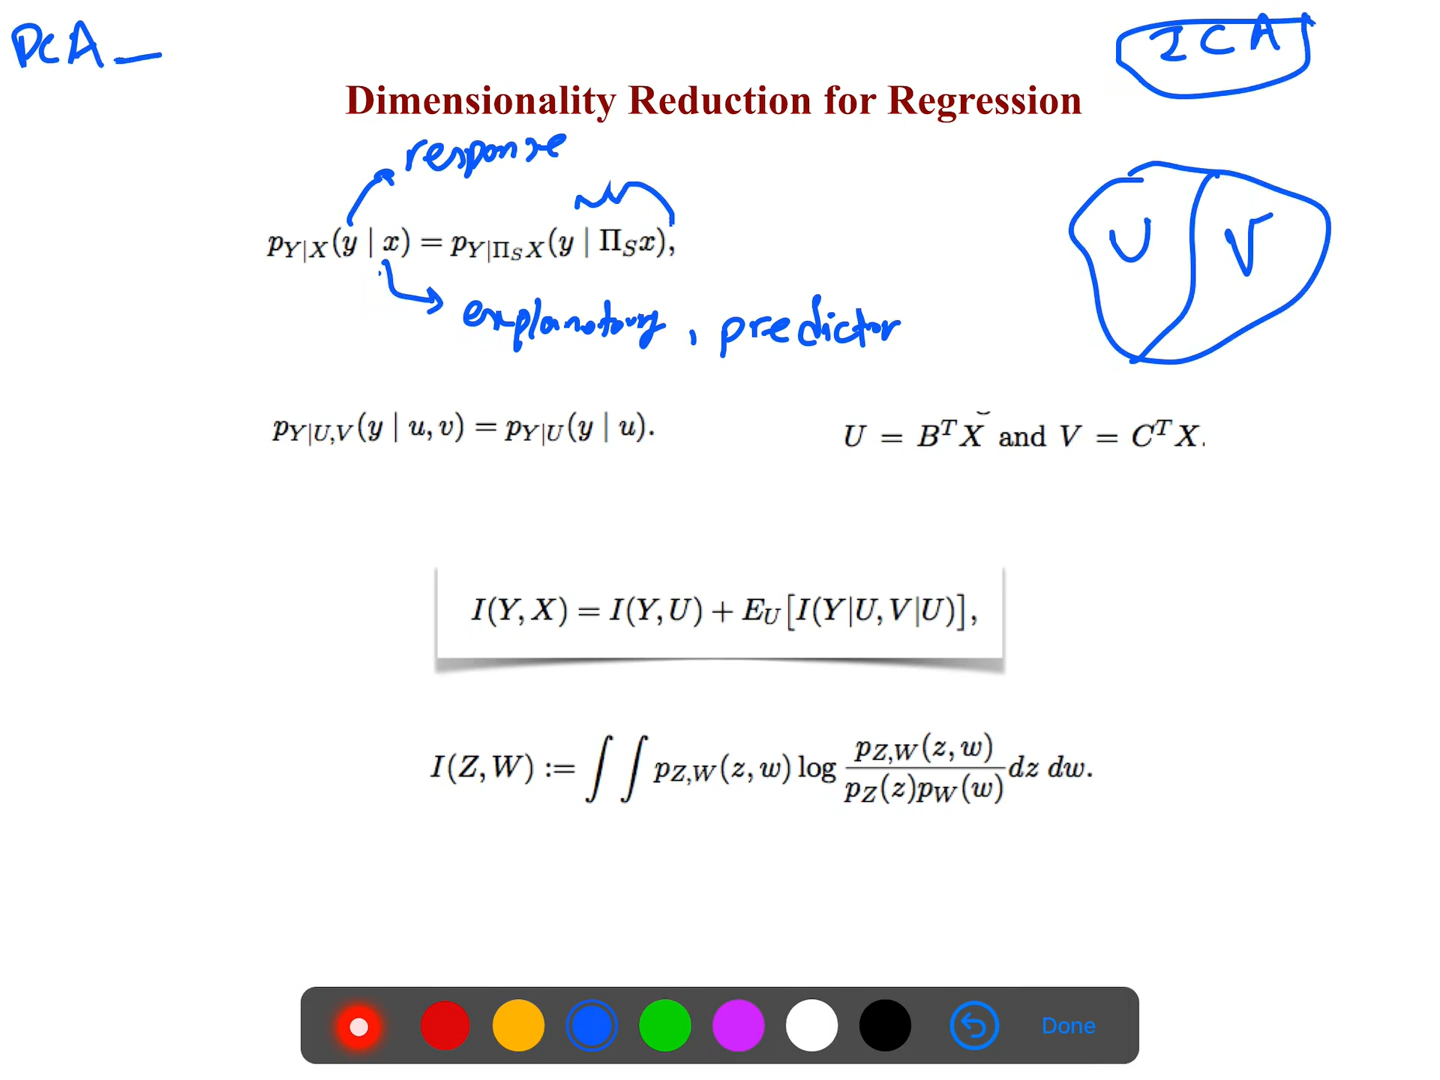 PCA
ICA
Dimensionality Reduction for Regression
response
p_{Y|X}(y | x) = p_{Y|Π_S X}(y | Π_S x),
explanatory, predictor
U V
p_{Y|U,V}(y | u, v) = p_{Y|U}(y | u).
U = B^T X and V = C^T X.
I(Y, X) = I(Y, U) + E_U[I(Y|U, V|U)],
I(Z, W) := ∫ ∫ p_{Z,W}(z, w) log \frac{p_{Z,W}(z, w)}{p_Z(z)p_W(w)} dz dw.
Done